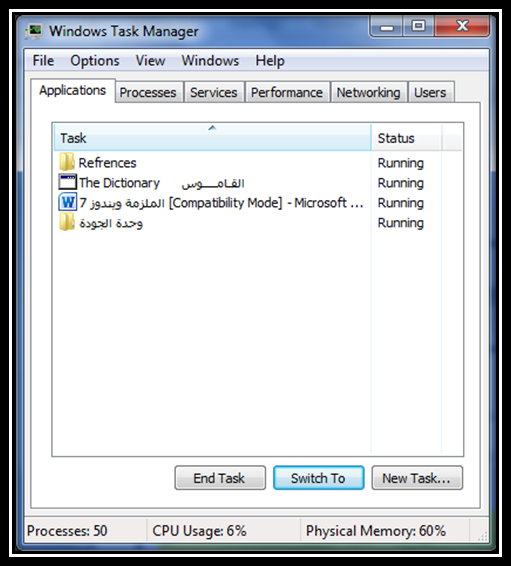 Windows Task Manager
File Options View Windows Help
Applications Processes Services Performance Networking Users
Task Status
Refrences Running
The Dictionary القامـــوس Running
الملزمة ويندوز 7 [Compatibility Mode] - Microsoft ... Running
وحدة الجودة Running
End Task Switch To New Task...
Processes: 50 CPU Usage: 6% Physical Memory: 60%